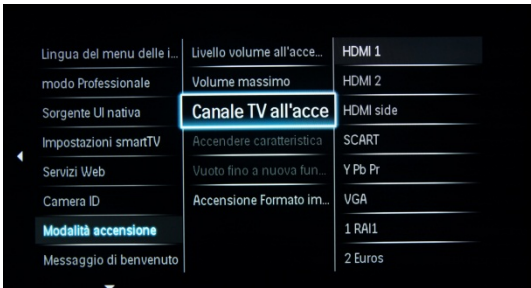 Lingua del menu delle i...
modo Professionale
Sorgente UI nativa
Impostazioni smartTV
Servizi Web
Camera ID
Modalità accensione
Messaggio di benvenuto
Livello volume all'acce...
Volume massimo
Canale TV all'acce
Accendere caratteristica
Vuoto fino a nuova fun...
Accensione Formato im...
HDMI 1
HDMI 2
HDMI side
SCART
Y Pb Pr
VGA
1 RAI1
2 Euros